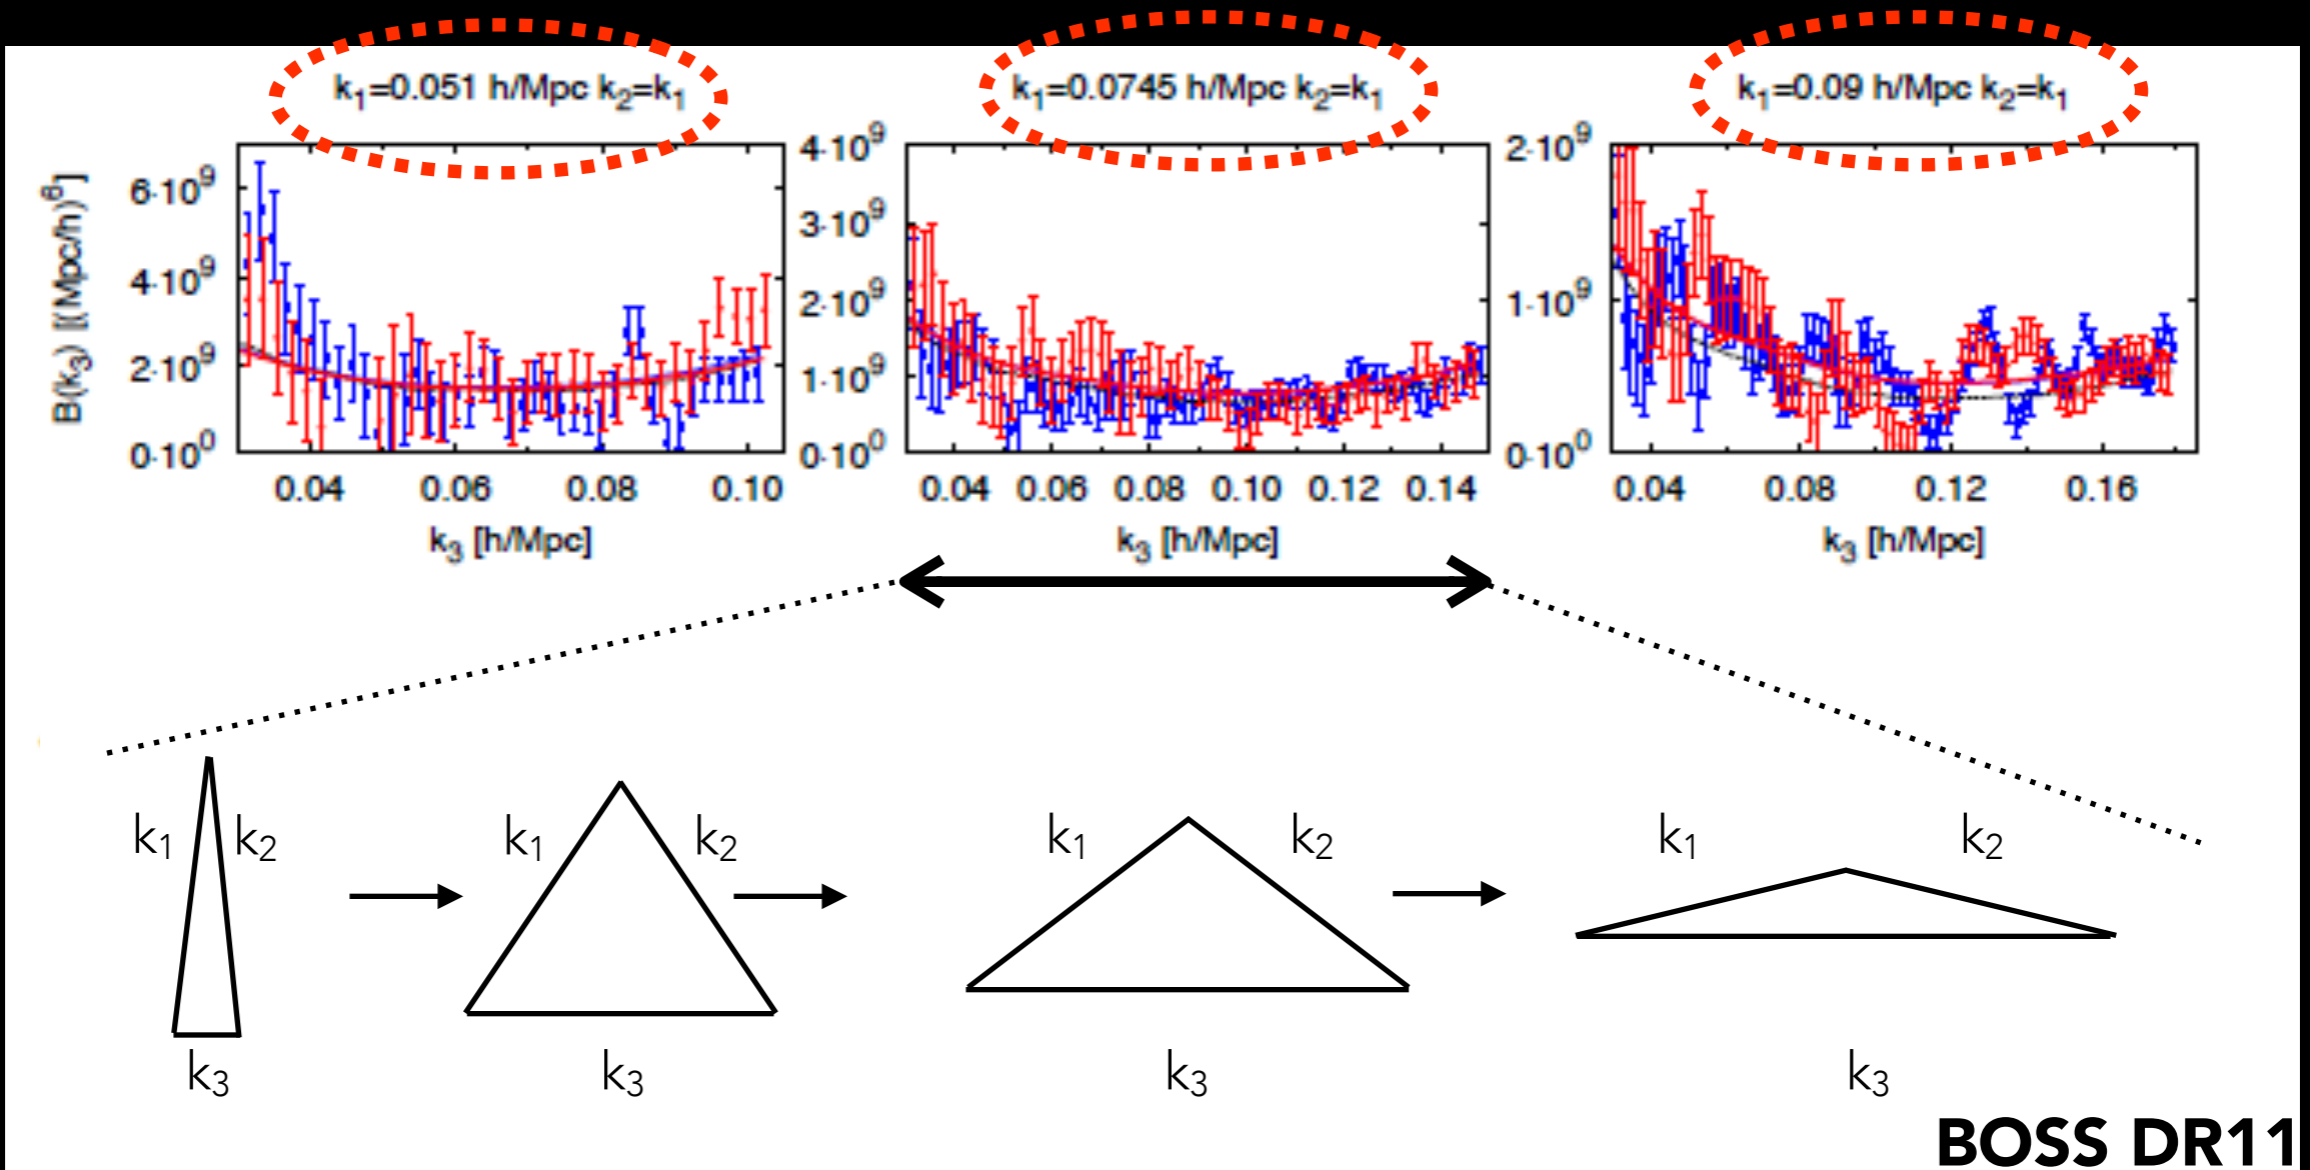 k₁=0.051 h/Mpc k₂=k₁
k₁=0.0745 h/Mpc k₂=k₁
k₁=0.09 h/Mpc k₂=k₁
B(k₃) [(Mpc/h)⁶]
6·10⁹
4·10⁹
2·10⁹
0·10⁰
0.04 0.06 0.08 0.10
k₃ [h/Mpc]
4·10⁹
3·10⁹
2·10⁹
1·10⁹
0·10⁰
0.04 0.06 0.08 0.10 0.12 0.14
k₃ [h/Mpc]
2·10⁹
1·10⁹
0·10⁰
0.04 0.08 0.12 0.16
k₃ [h/Mpc]
k₁ k₂
k₃
k₁ k₂
k₃
k₁ k₂
k₃
k₁ k₂
k₃
BOSS DR11